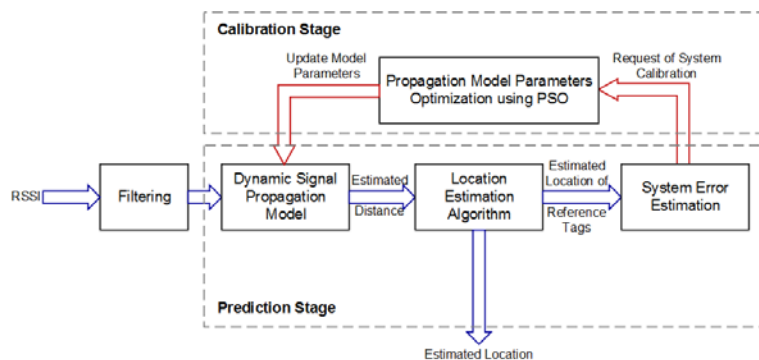 Calibration Stage
Update Model
Parameters
Propagation Model Parameters
Optimization using PSO
Request of System
Calibration
RSSI
Filtering
Dynamic Signal
Propagation
Model
Estimated
Distance
Location
Estimation
Algorithm
Estimated
Location of
Reference
Tags
System Error
Estimation
Prediction Stage
Estimated Location